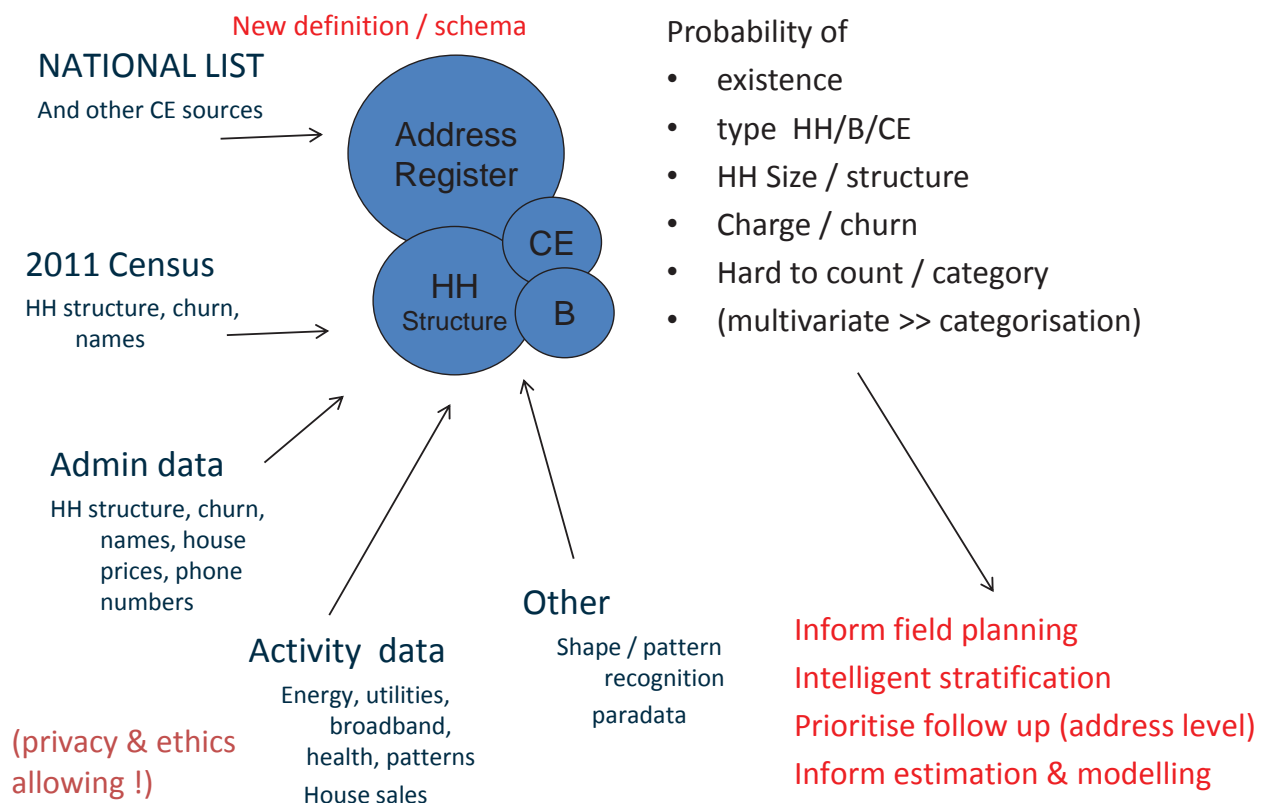 New definition / schema
NATIONAL LIST
And other CE sources
Address
Register
CE
HH
Structure
B
2011 Census
HH structure, churn,
names
Admin data
HH structure, churn,
names, house
prices, phone
numbers
Activity data
Energy, utilities,
broadband,
health, patterns
House sales
Other
Shape / pattern
recognition
paradata
(privacy & ethics
allowing !)
Probability of
• existence
• type HH/B/CE
• HH Size / structure
• Charge / churn
• Hard to count / category
• (multivariate >> categorisation)
Inform field planning
Intelligent stratification
Prioritise follow up (address level)
Inform estimation & modelling